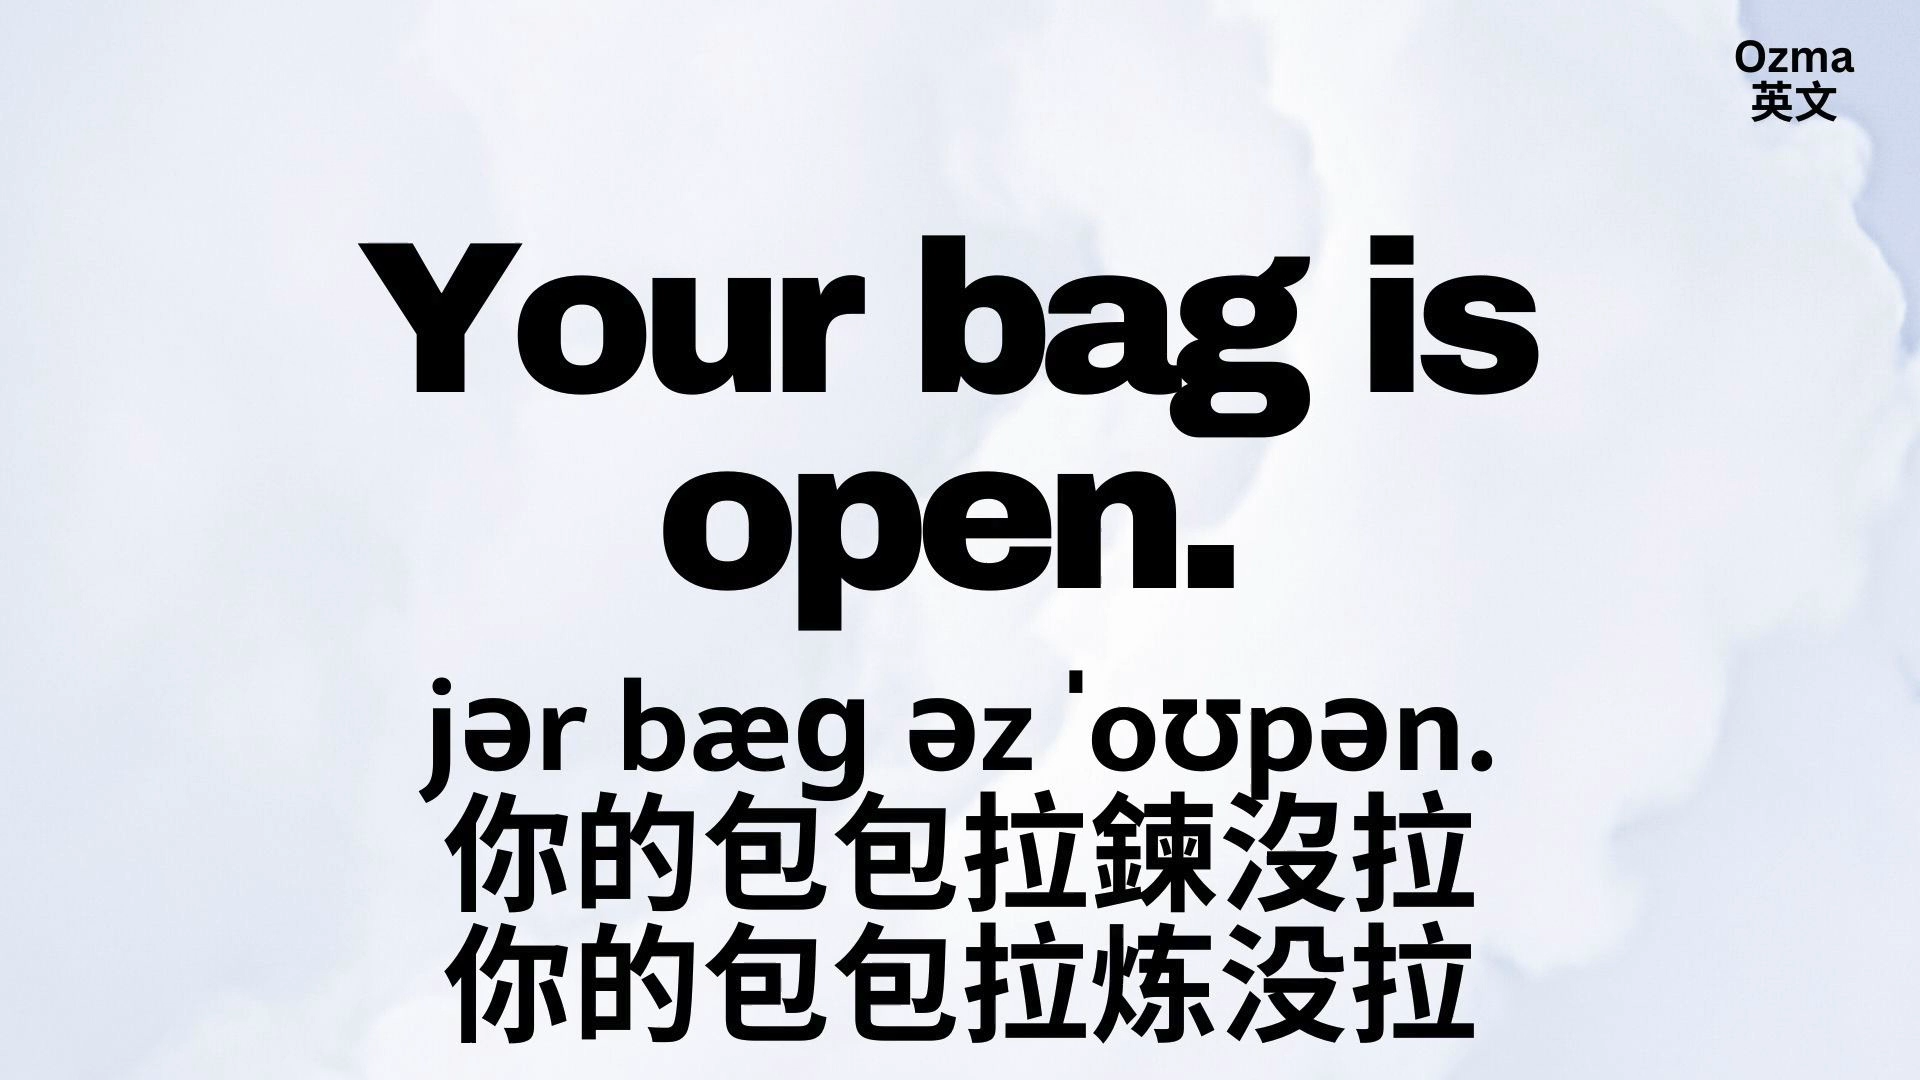 Ozma
英文
Your bag is
open.
jər bæg əz ˈoʊpən.
你的包包拉鍊沒拉
你的包包拉炼没拉